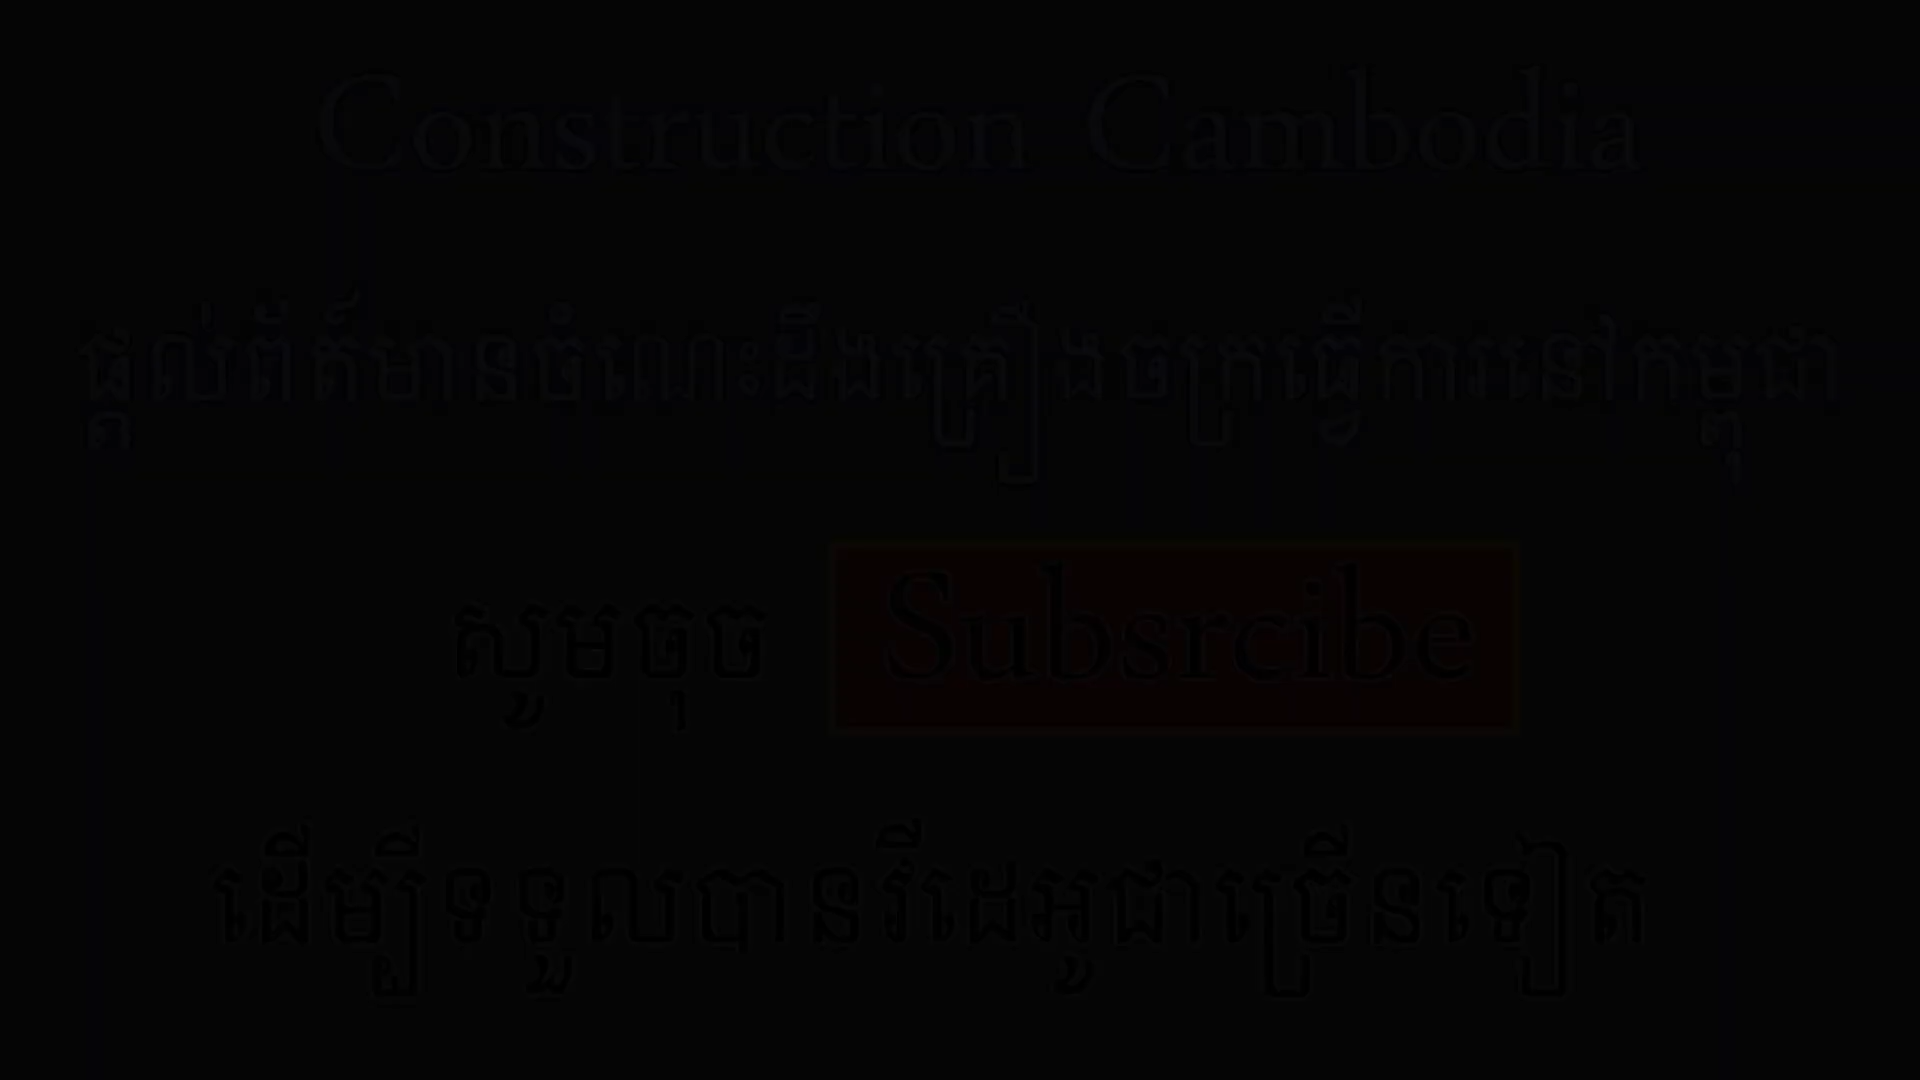 Construction Cambodia
ផ្តល់ព័ត៌មានចំណេះដឹងគ្រឿងចក្រធ្វើការនៅកម្ពុជា
សូមចុច Subsrcibe
ដើម្បីទទួលបានវីដេអូជាច្រើនទៀត